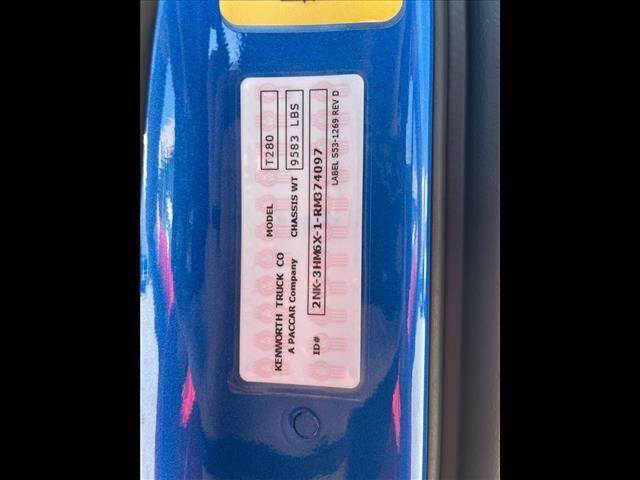 KENWORTH TRUCK CO MODEL T280
A PACCAR Company CHASSIS WT 9583 LBS
ID# 2NK-3HM6X-1-RM374097
LABEL S53-1269 REV D